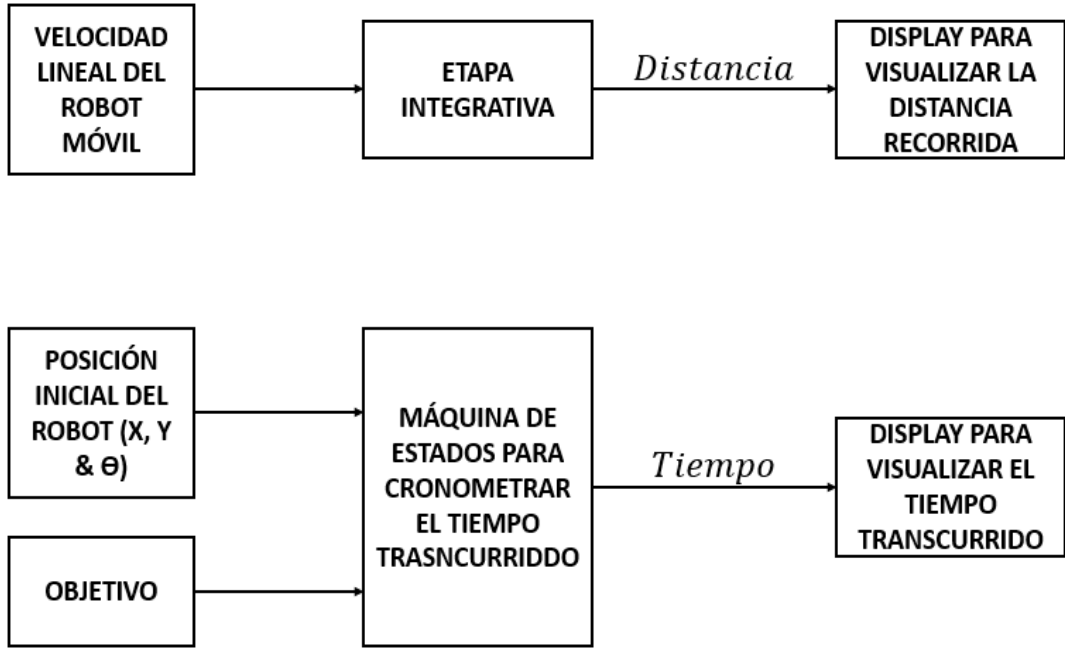 VELOCIDAD
LINEAL DEL
ROBOT
MÓVIL
ETAPA
INTEGRATIVA
Distancia
DISPLAY PARA
VISUALIZAR LA
DISTANCIA
RECORRIDA
POSICIÓN
INICIAL DEL
ROBOT (X, Y
& Ɵ)
OBJETIVO
MÁQUINA DE
ESTADOS PARA
CRONOMETRAR
EL TIEMPO
TRASNCURRIDDO
Tiempo
DISPLAY PARA
VISUALIZAR EL
TIEMPO
TRANSCURRIDO